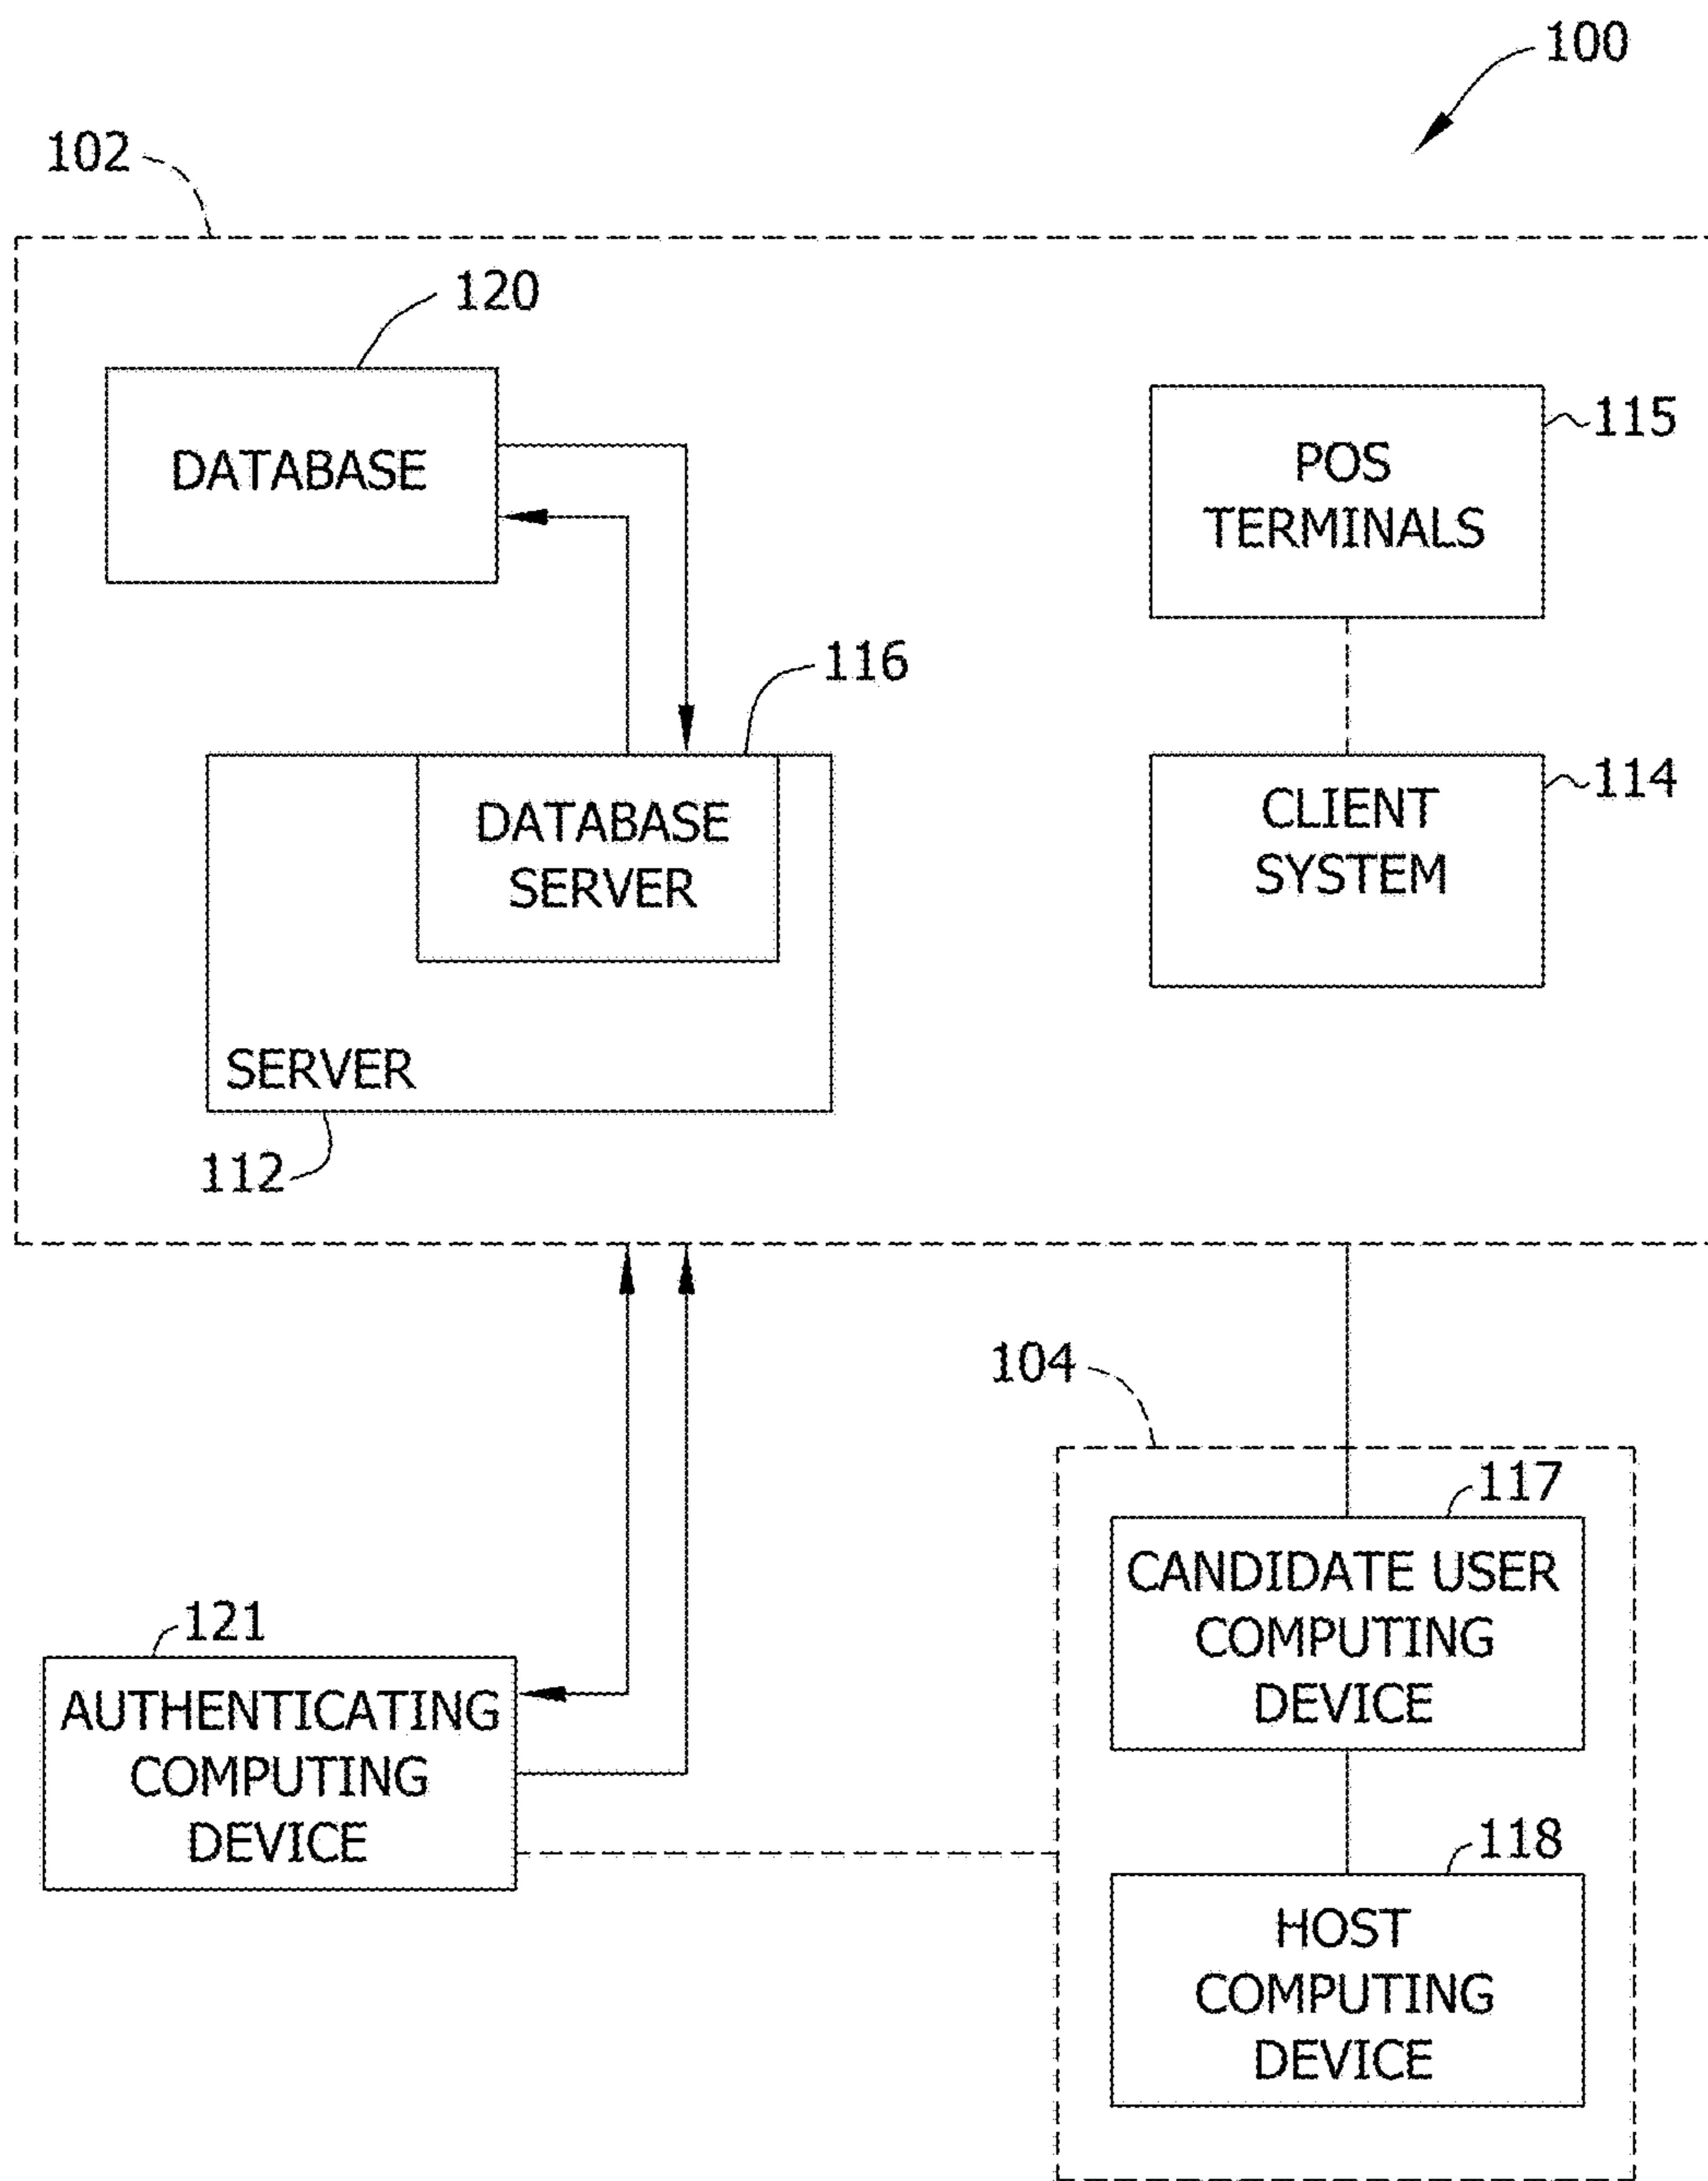 100
102
120
DATABASE
115
POS
TERMINALS
116
DATABASE
SERVER
114
CLIENT
SYSTEM
SERVER
112
104
117
CANDIDATE USER
COMPUTING
DEVICE
121
AUTHENTICATING
COMPUTING
DEVICE
118
HOST
COMPUTING
DEVICE